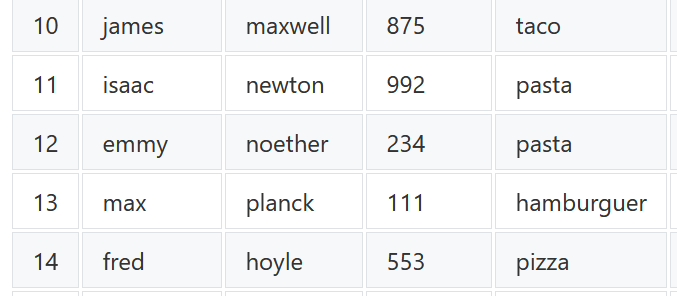 10 james maxwell 875 taco
11 isaac newton 992 pasta
12 emmy noether 234 pasta
13 max planck 111 hamburguer
14 fred hoyle 553 pizza